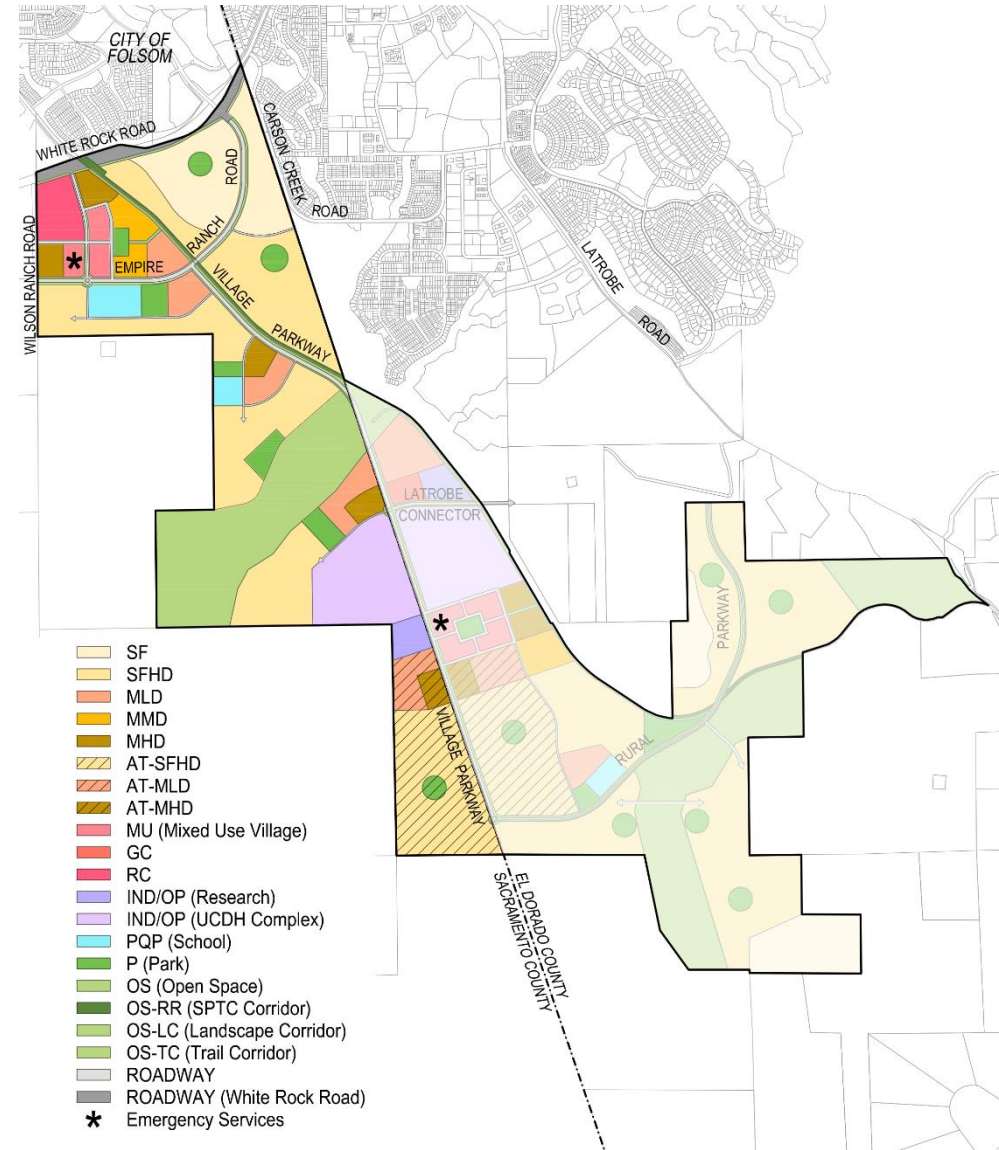 CITY OF
FOLSOM
WHITE ROCK ROAD
CARSON CREEK
ROAD
ROAD
WILSON RANCH ROAD
RANCH
EMPIRE
VILLAGE
PARKWAY
LATROBE
ROAD
LATROBE
CONNECTOR
*
*
PARKWAY
RURAL
VILLAGE PARKWAY
EL DORADO COUNTY
SACRAMENTO COUNTY
SF
SFHD
MLD
MMD
MHD
AT-SFHD
AT-MLD
AT-MHD
MU (Mixed Use Village)
GC
RC
IND/OP (Research)
IND/OP (UCDH Complex)
PQP (School)
P (Park)
OS (Open Space)
OS-RR (SPTC Corridor)
OS-LC (Landscape Corridor)
OS-TC (Trail Corridor)
ROADWAY
ROADWAY (White Rock Road)
* Emergency Services